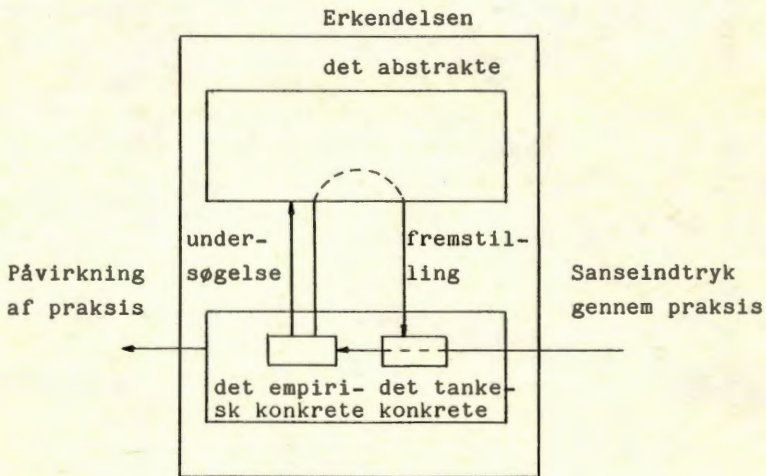 Erkendelsen
det abstrakte
under-
søgelse
fremstil-
ling
Påvirkning
af praksis
Sanseindtryk
gennem praksis
det empiri-
sk konkrete
det tanke-
konkrete